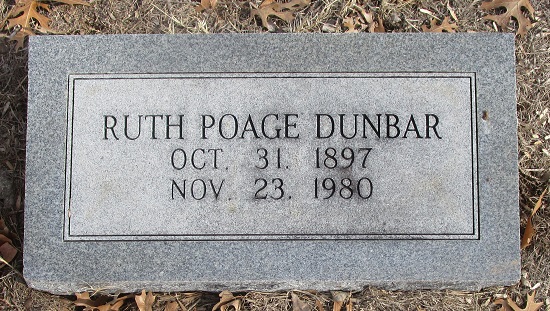 RUTH POAGE DUNBAR
OCT. 31. 1897
NOV. 23. 1980